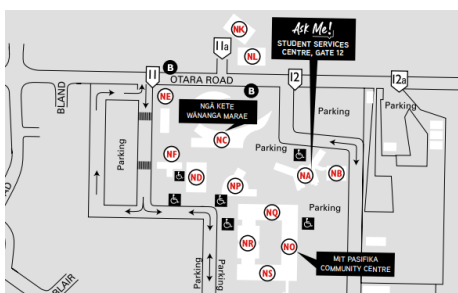 NK
Ask Me!
STUDENT SERVICES
CENTRE, GATE 12
11a
NL
11
B
OTARA ROAD
12
12a
BLAND
NE
B
Parking
Parking
NGĀ KETE
WĀNANGA MARAE
NC
Parking
Parking
NF
ND
NP
NA
NB
NQ
Parking
NR
NO
MIT PASIFIKA
COMMUNITY CENTRE
NS
Parking
Parking
BLAIR